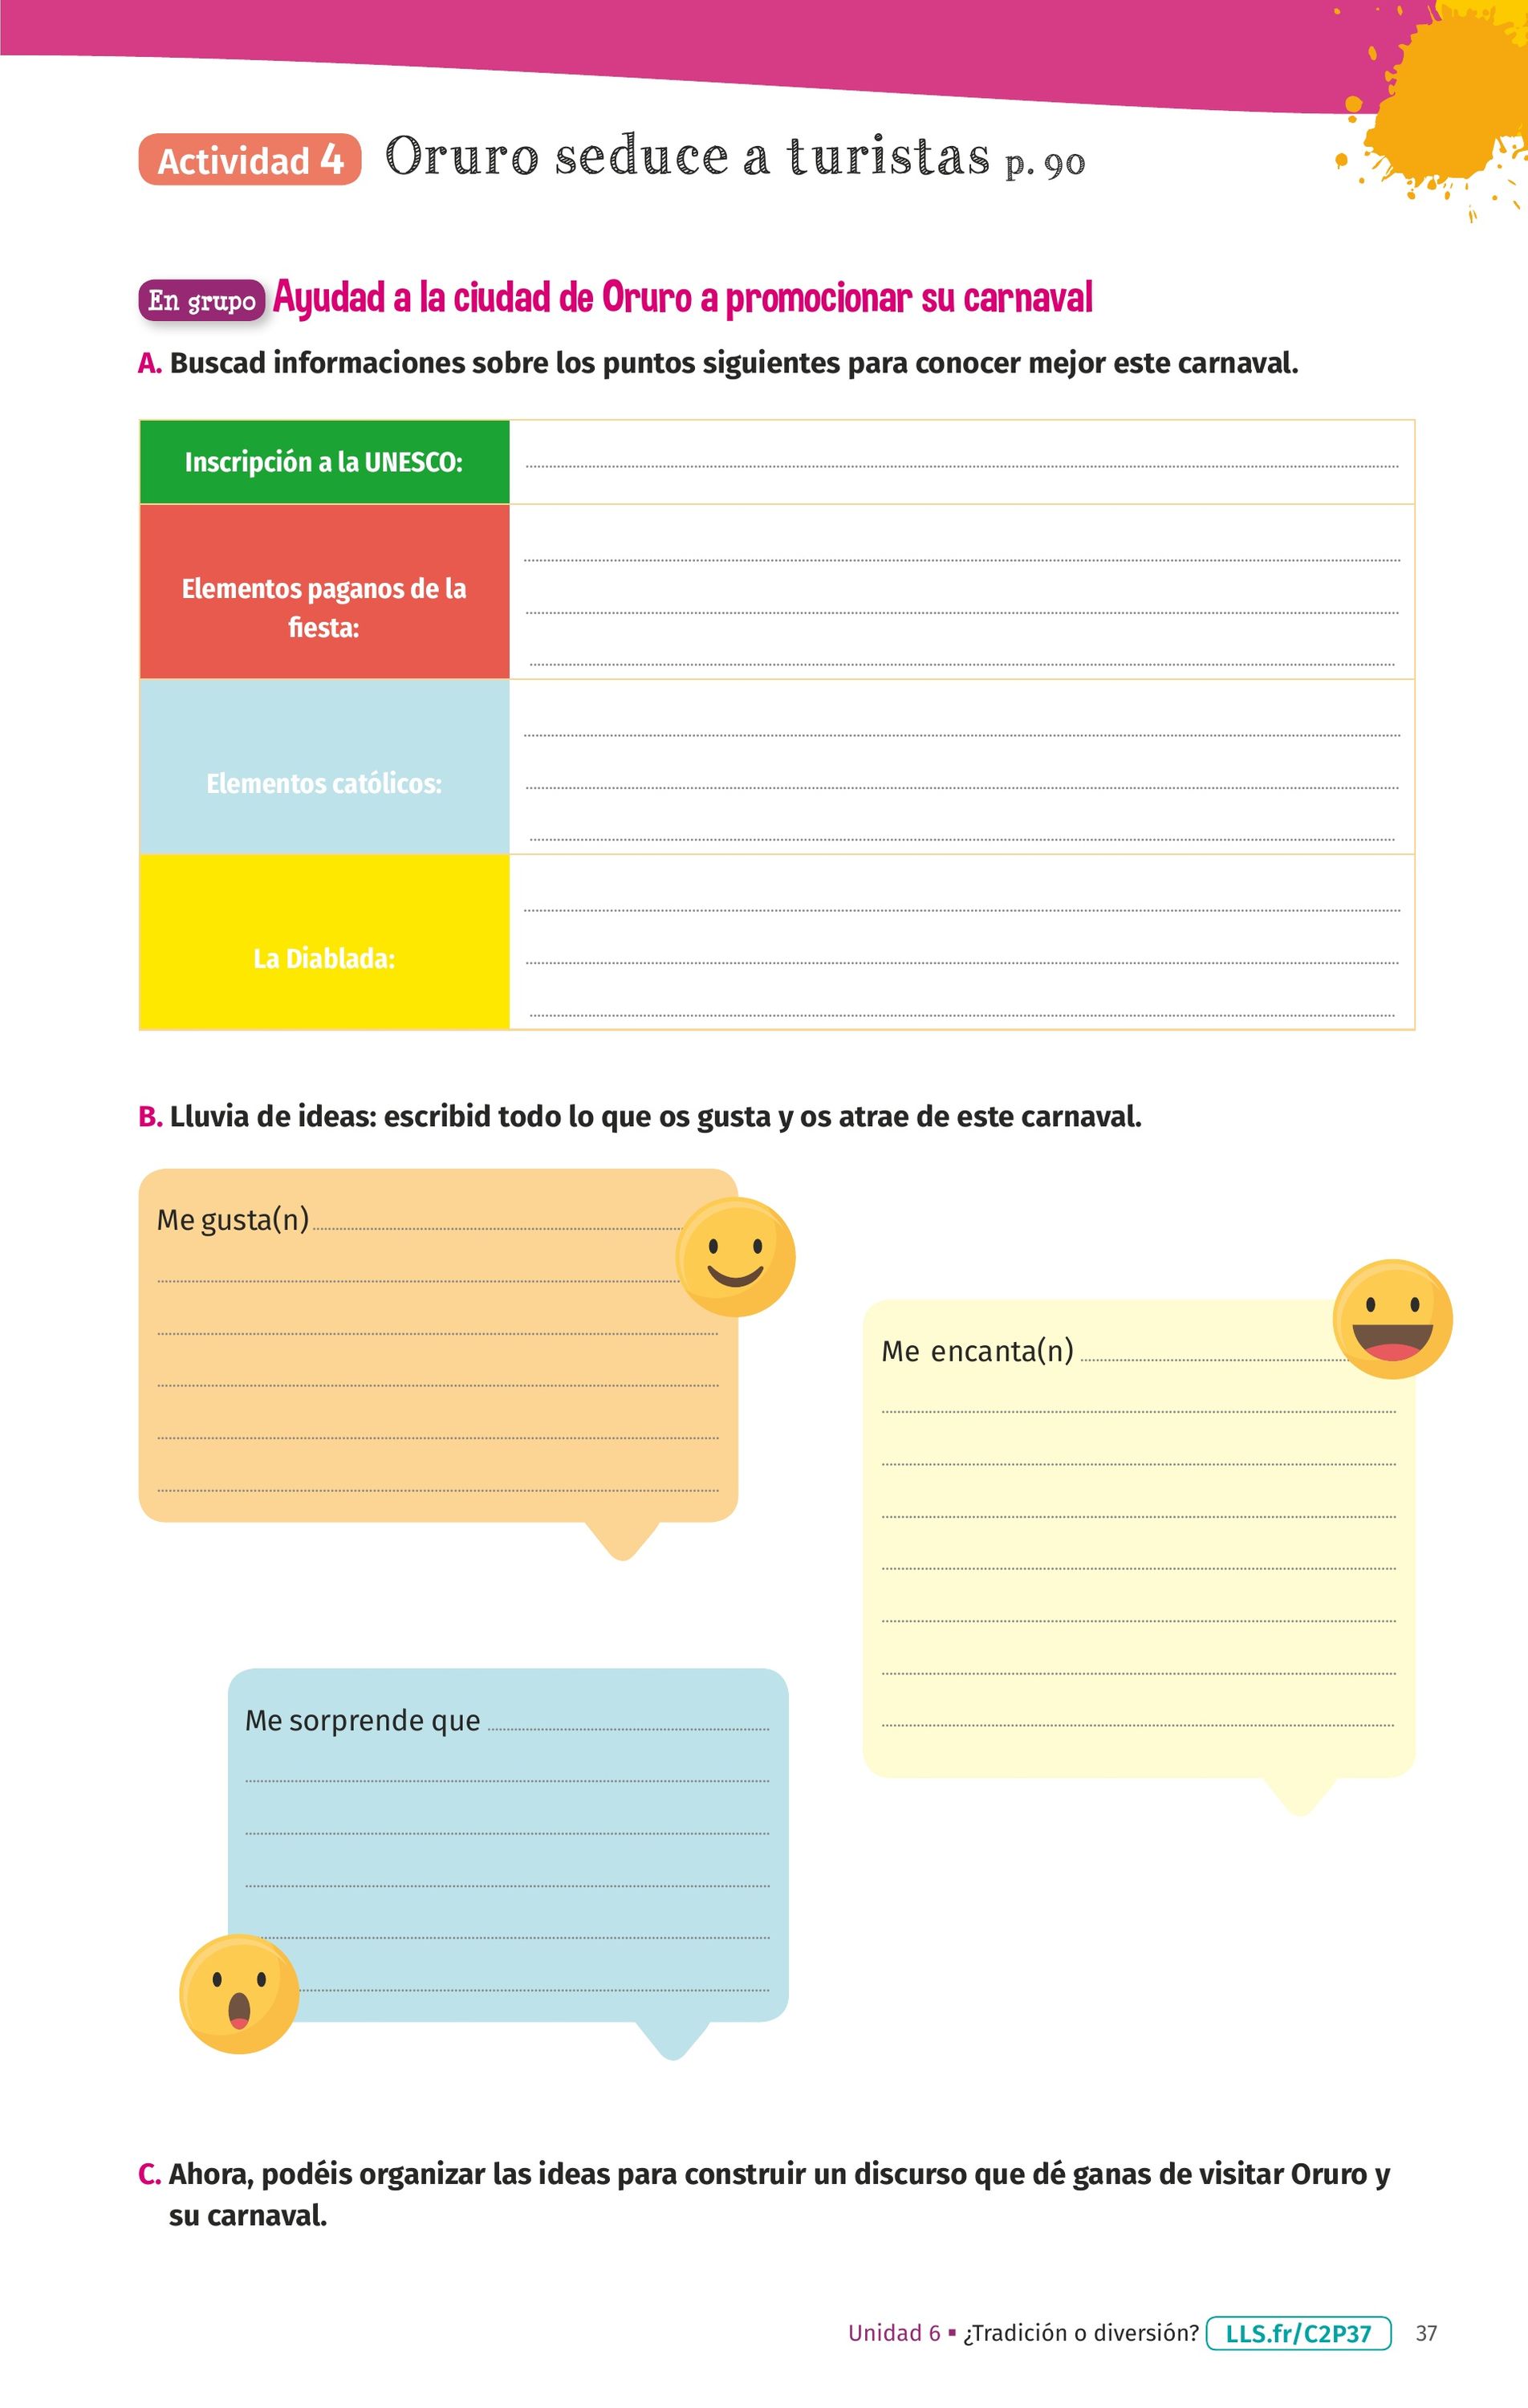 Actividad 4 Oruro seduce a turistas p. 90
En grupo Ayudad a la ciudad de Oruro a promocionar su carnaval
A. Buscad informaciones sobre los puntos siguientes para conocer mejor este carnaval.
Inscripción a la UNESCO:
Elementos paganos de la
fiesta:
Elementos católicos:
La Diablada:
B. Lluvia de ideas: escribid todo lo que os gusta y os atrae de este carnaval.
Me gusta(n)
Me encanta(n)
Me sorprende que
C. Ahora, podéis organizar las ideas para construir un discurso que dé ganas de visitar Oruro y
su carnaval.
Unidad 6 ▪ ¿Tradición o diversión? LLS.fr/C2P37 37